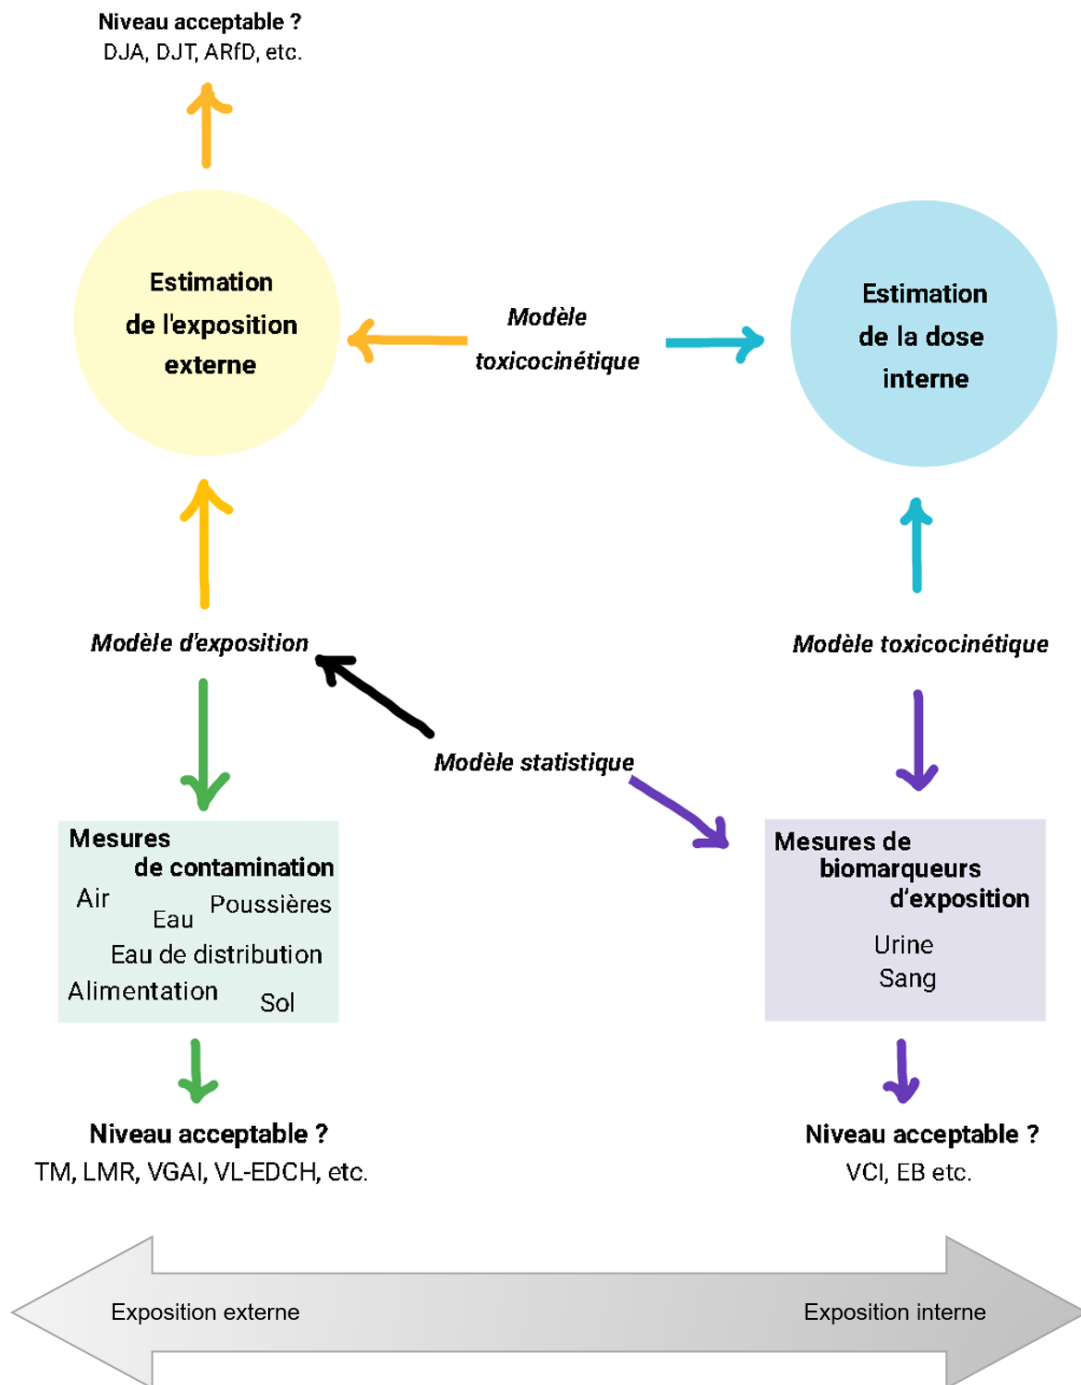 Niveau acceptable ?
DJA, DJT, ARfD, etc.
Estimation
de l'exposition
externe
Modèle
toxicocinétique
Estimation
de la dose
interne
Modèle d'exposition
Modèle toxicocinétique
Modèle statistique
Mesures
de contamination
Air
Poussières
Eau
Eau de distribution
Alimentation
Sol
Mesures de
biomarqueurs
d'exposition
Urine
Sang
Niveau acceptable ?
TM, LMR, VGAI, VL-EDCH, etc.
Niveau acceptable ?
VCI, EB etc.
Exposition externe
Exposition interne